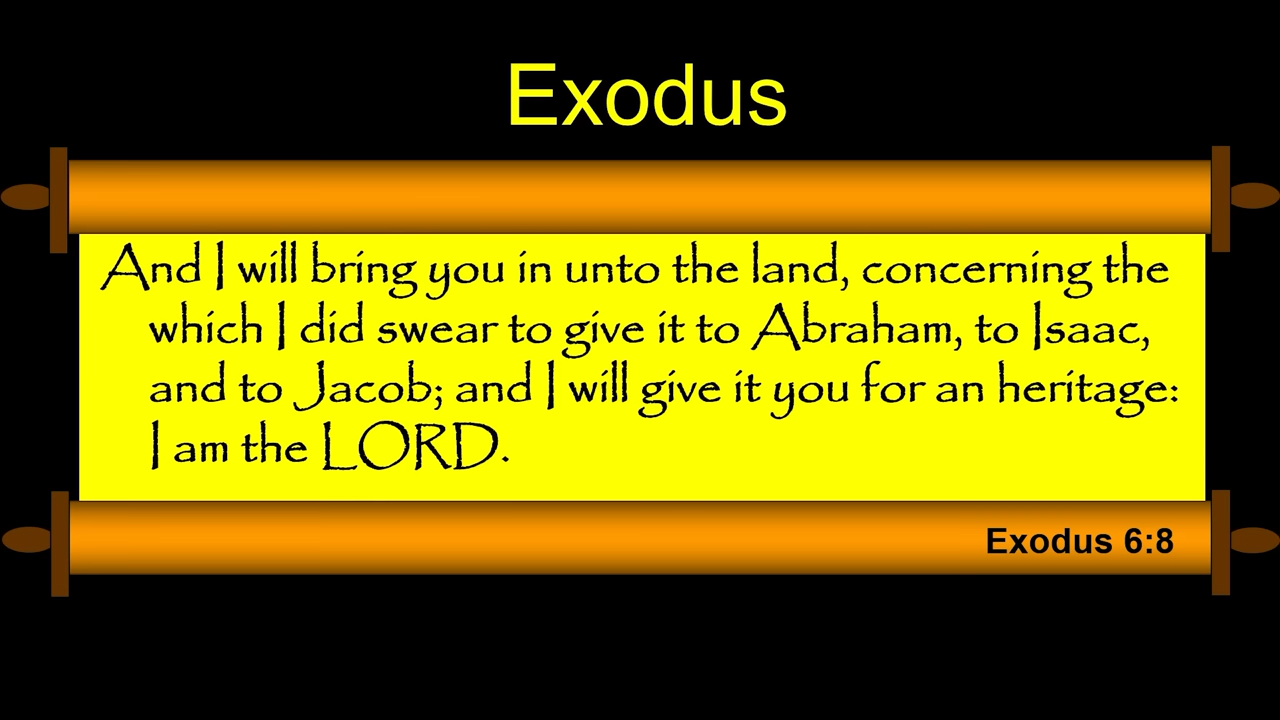 Exodus
And I will bring you in unto the land, concerning the
which I did swear to give it to Abraham, to Isaac,
and to Jacob; and I will give it you for an heritage:
I am the LORD.
Exodus 6:8